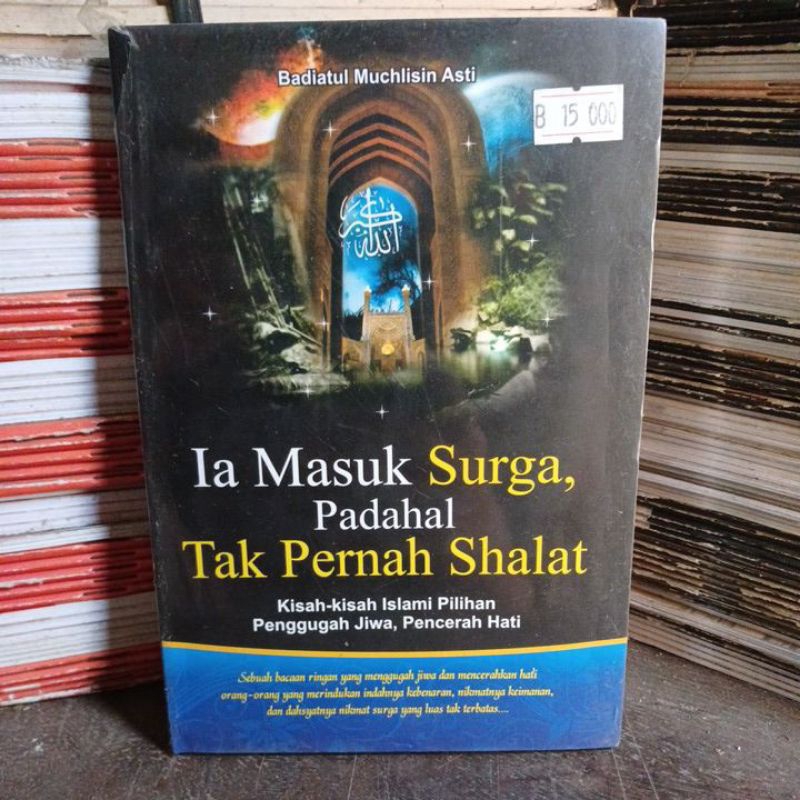 Badiatul Muchlisin Asti
B 15 000
الله أكبر
Ia Masuk Surga,
Padahal
Tak Pernah Shalat
Kisah-kisah Islami Pilihan
Penggugah Jiwa, Pencerah Hati
Sebuah bacaan ringan yang menggugah jiwa dan mencerahkan hati
orang-orang yang merindukan indahnya kebenaran, nikmatnya keimanan,
dan dahsyatnya nikmat surga yang luas tak terbatas....